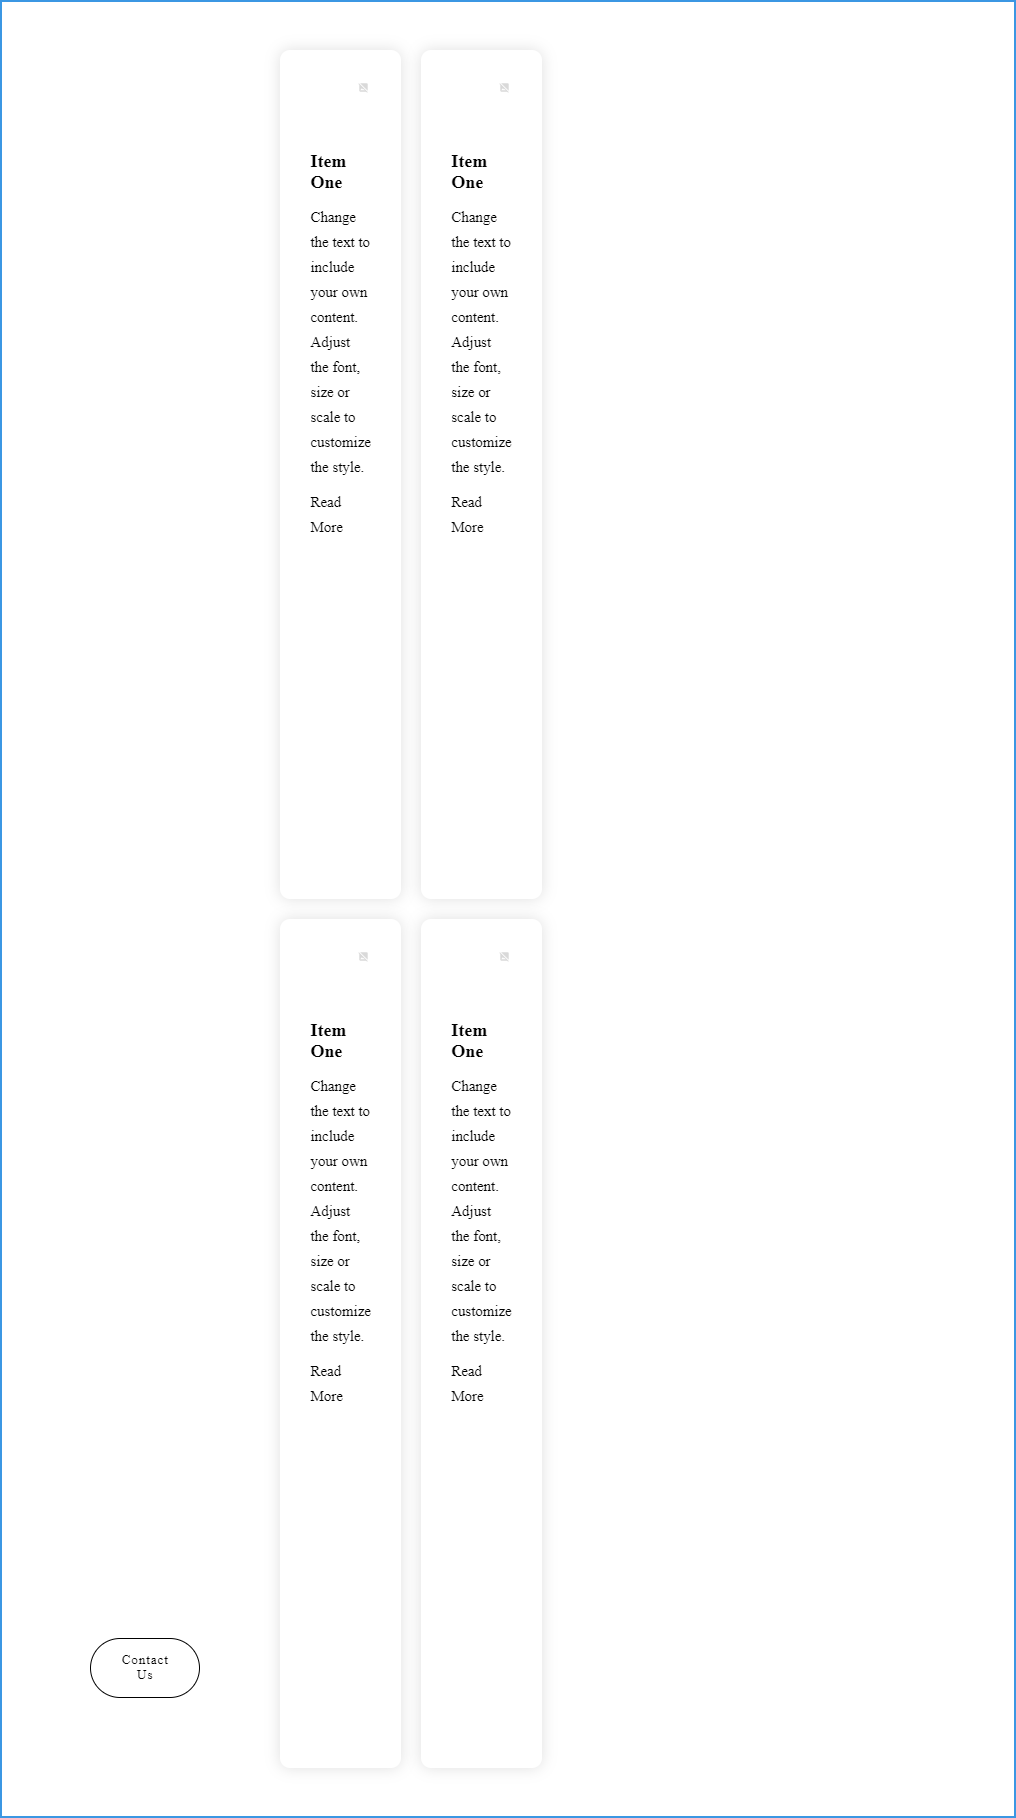 Item
One
Change
the text to
include
your own
content.
Adjust
the font,
size or
scale to
customize
the style.
Read
More
Item
One
Change
the text to
include
your own
content.
Adjust
the font,
size or
scale to
customize
the style.
Read
More
Item
One
Change
the text to
include
your own
content.
Adjust
the font,
size or
scale to
customize
the style.
Read
More
Item
One
Change
the text to
include
your own
content.
Adjust
the font,
size or
scale to
customize
the style.
Read
More
Contact
Us